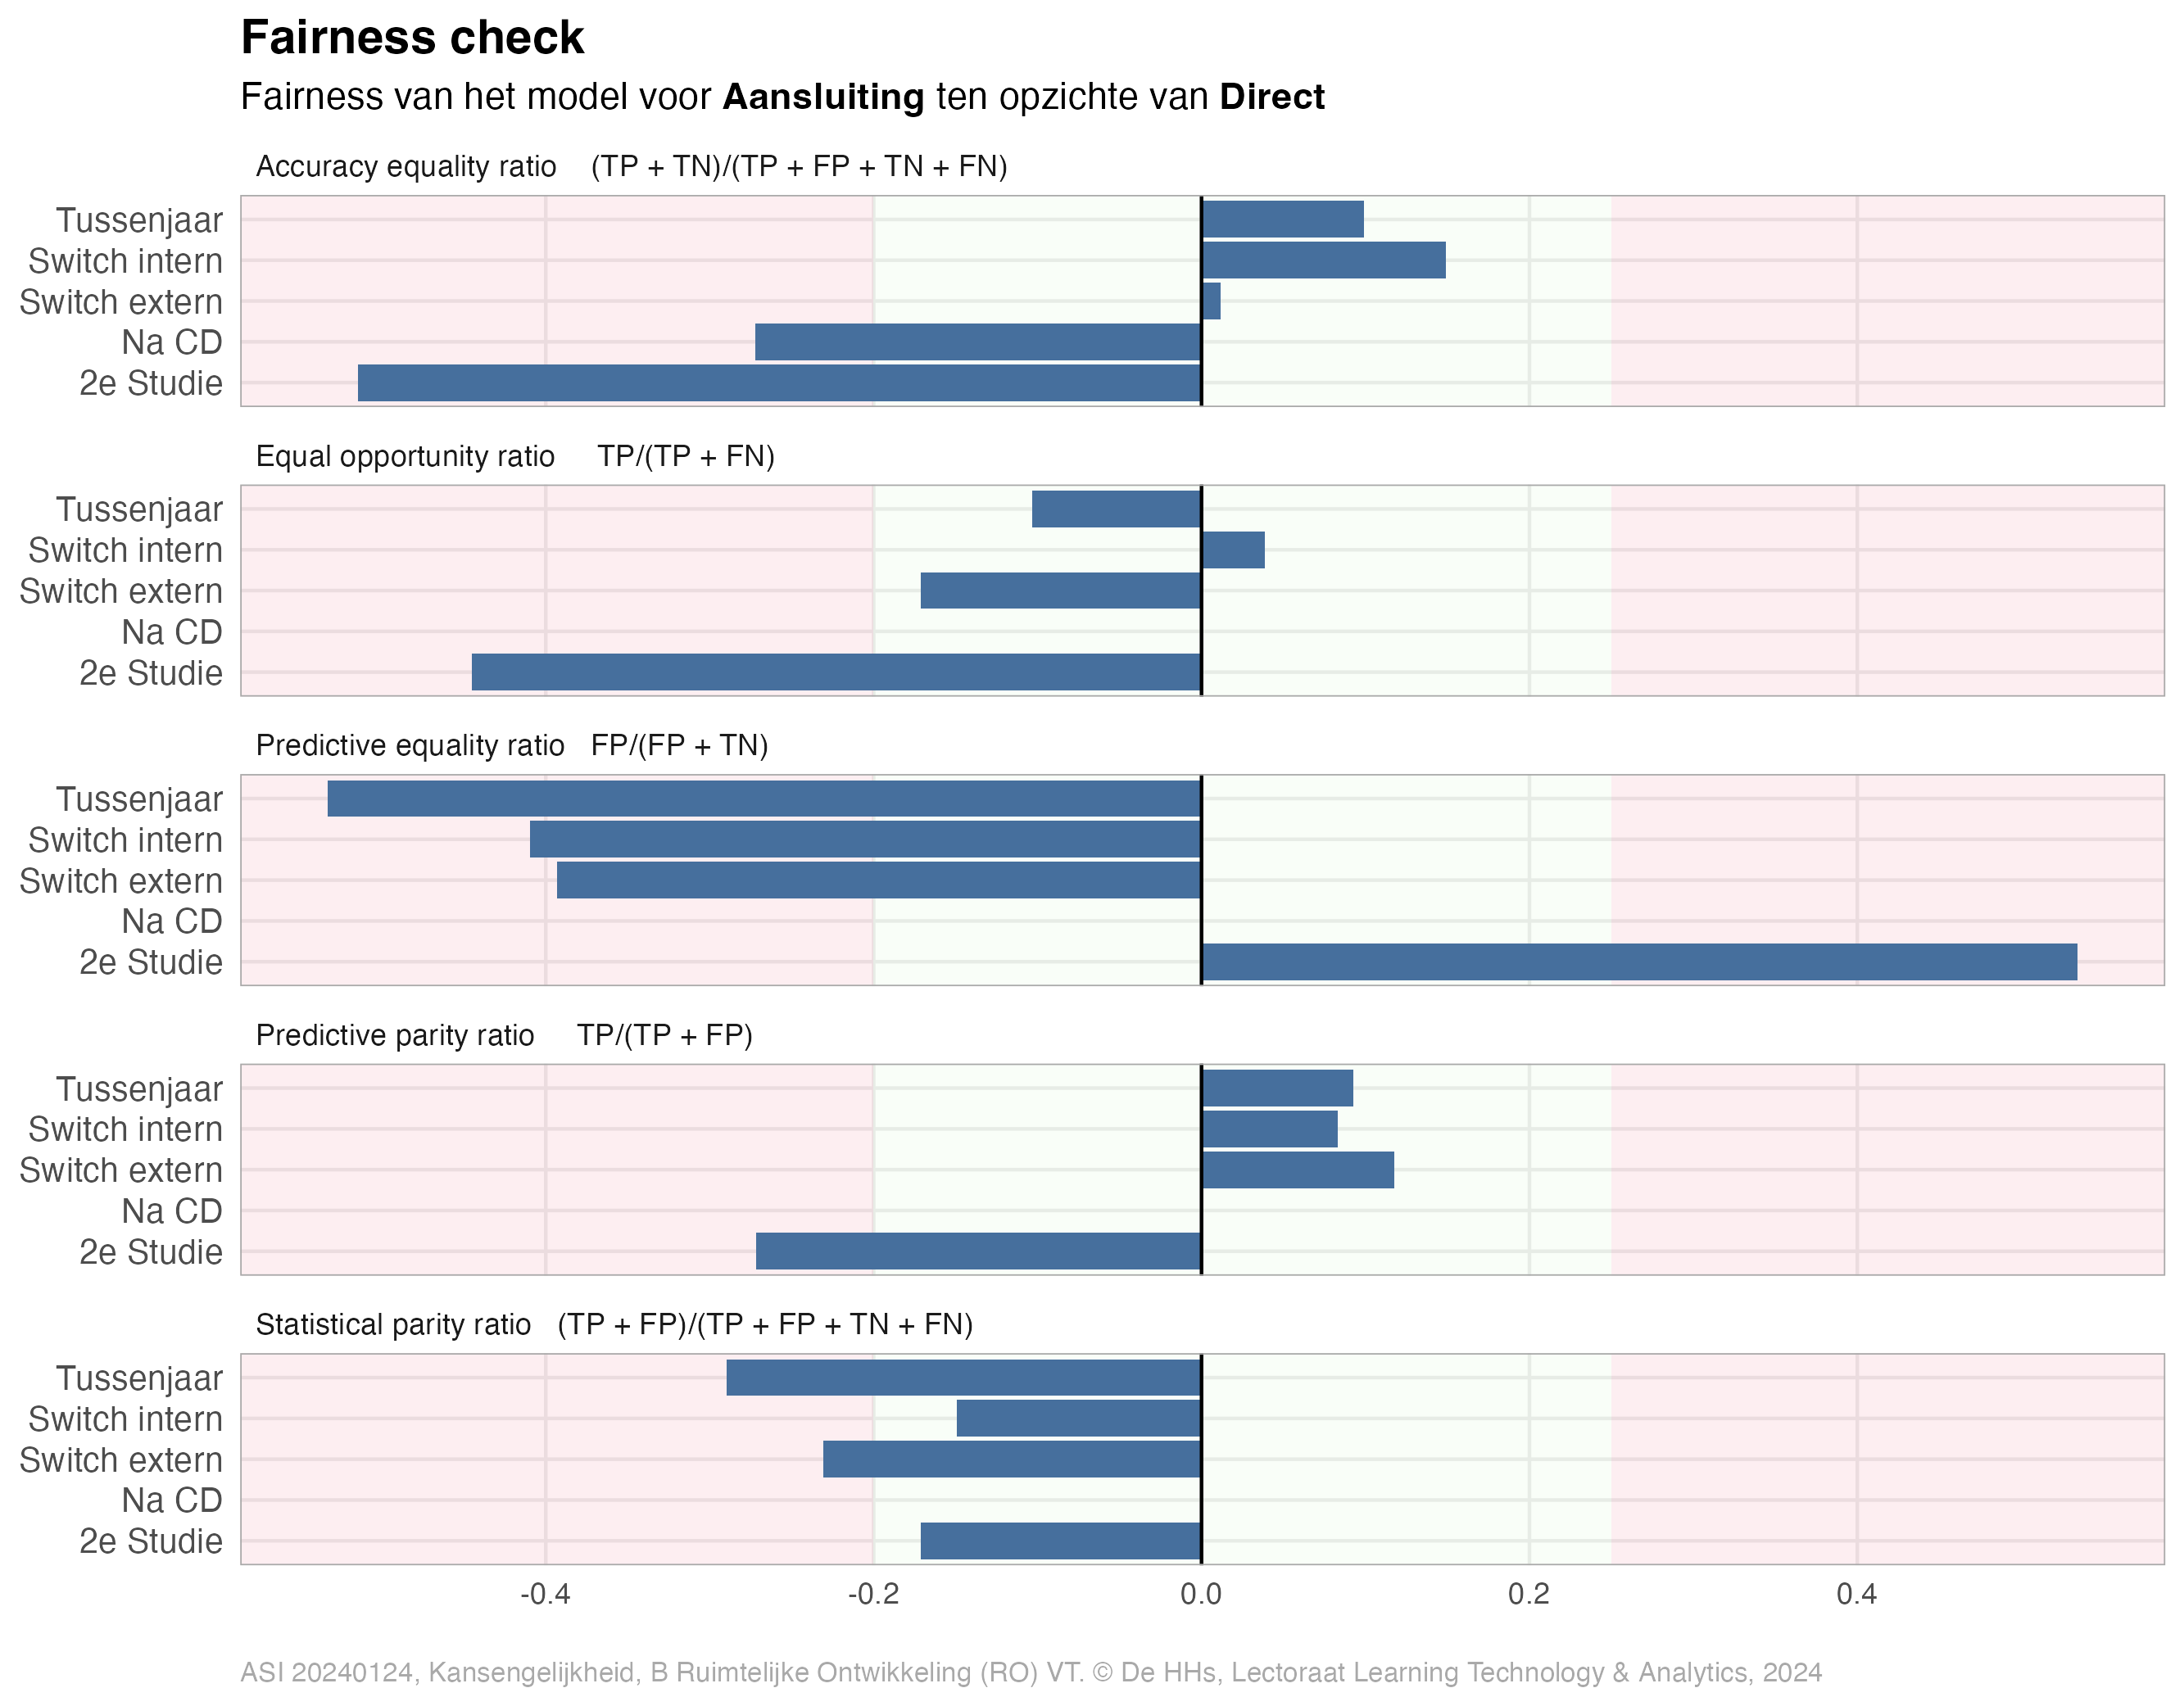 Fairness check
Fairness van het model voor Aansluiting ten opzichte van Direct
Accuracy equality ratio (TP + TN)/(TP + FP + TN + FN)
Tussenjaar
Switch intern
Switch extern
Na CD
2e Studie
Equal opportunity ratio TP/(TP + FN)
Tussenjaar
Switch intern
Switch extern
Na CD
2e Studie
Predictive equality ratio FP/(FP + TN)
Tussenjaar
Switch intern
Switch extern
Na CD
2e Studie
Predictive parity ratio TP/(TP + FP)
Tussenjaar
Switch intern
Switch extern
Na CD
2e Studie
Statistical parity ratio (TP + FP)/(TP + FP + TN + FN)
Tussenjaar
Switch intern
Switch extern
Na CD
2e Studie
-0.4 -0.2 0.0 0.2 0.4
ASI 20240124, Kansengelijkheid, B Ruimtelijke Ontwikkeling (RO) VT. © De HHs, Lectoraat Learning Technology & Analytics, 2024